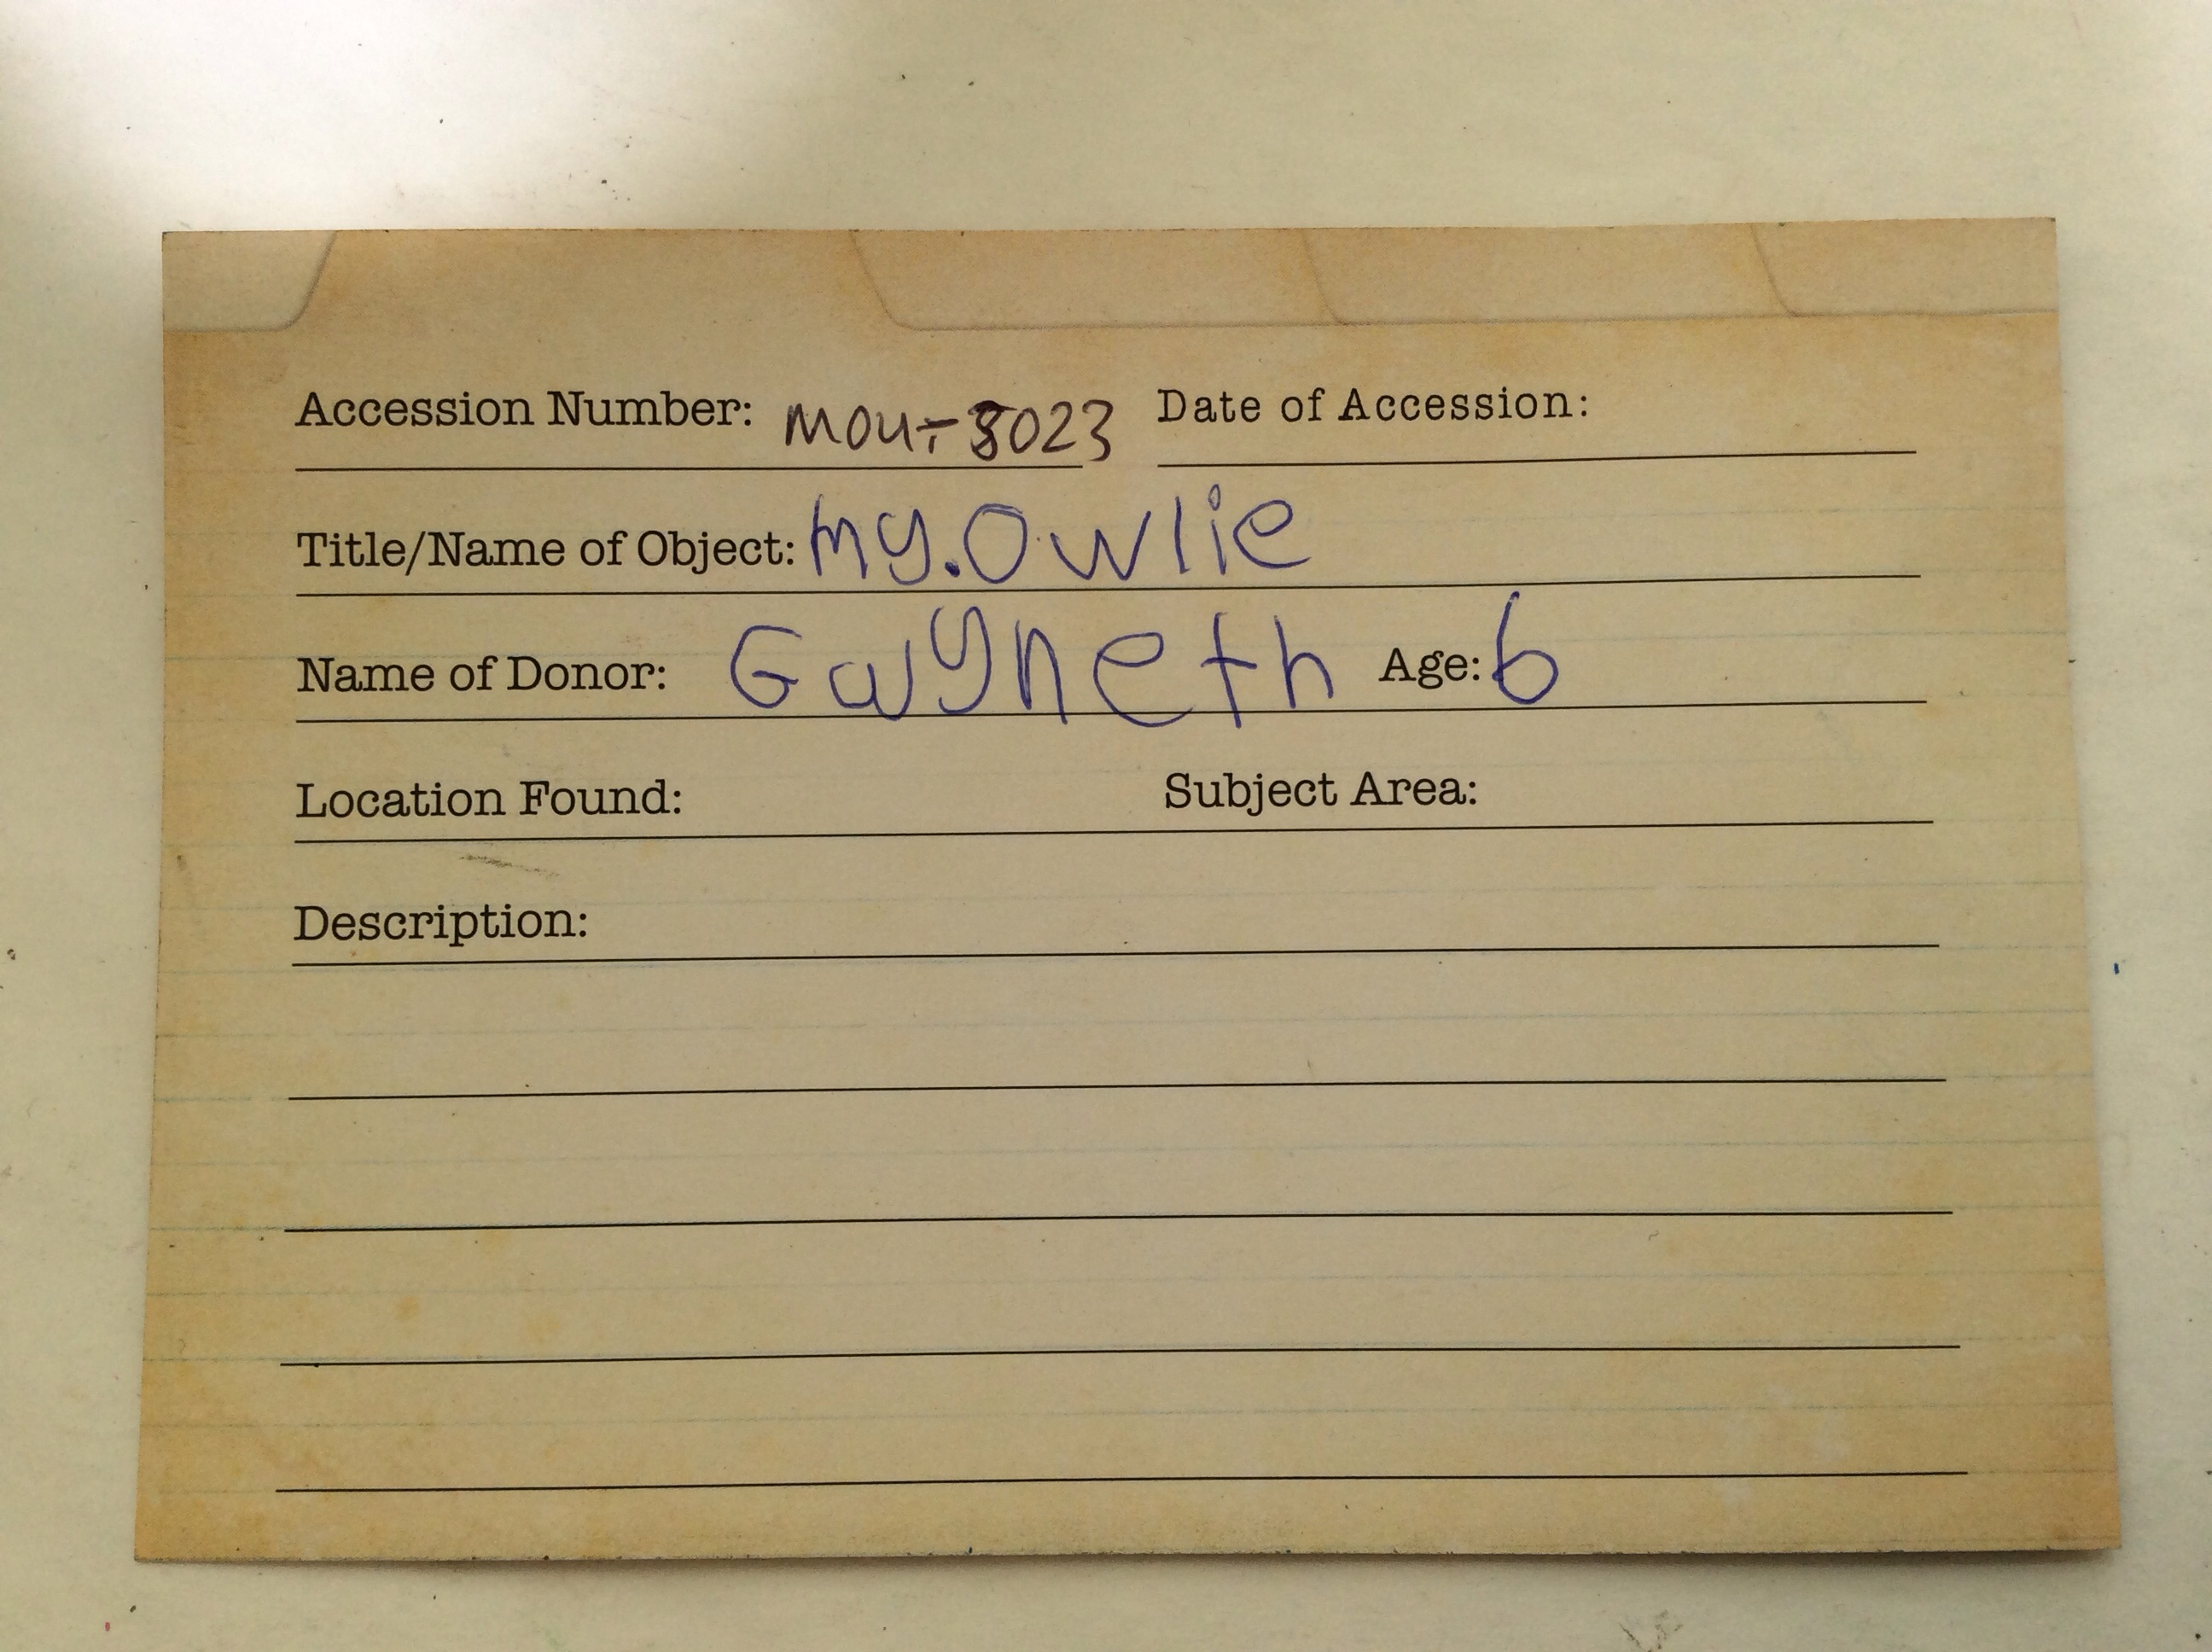 Accession Number: MOU-8023 Date of Accession:
Title/Name of Object: my.Owlie
Name of Donor: Gwyneth Age: 6
Location Found: Subject Area:
Description: